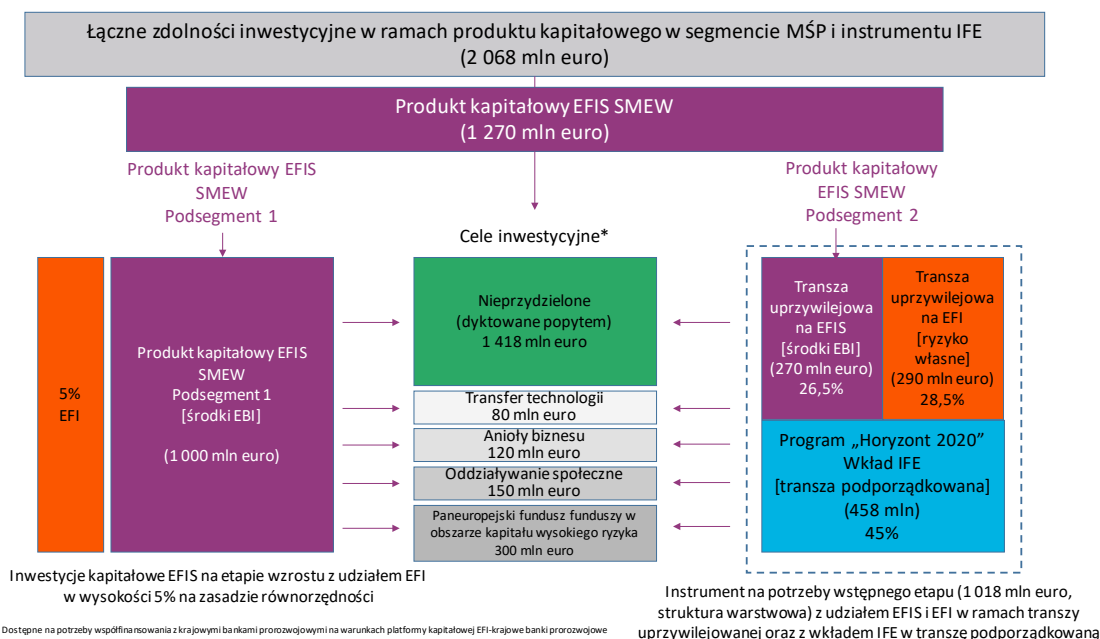 Łączne zdolności inwestycyjne w ramach produktu kapitałowego w segmencie MŚP i instrumentu IFE
(2 068 mln euro)
Produkt kapitałowy EFIS SMEW
(1 270 mln euro)
Produkt kapitałowy EFIS
SMEW
Podsegment 1
Produkt kapitałowy
EFIS SMEW
Podsegment 2
Cele inwestycyjne*
5%
EFI
Produkt kapitałowy EFIS
SMEW
Podsegment 1
[środki EBI]
(1 000 mln euro)
Nieprzydzielone
(dyktowane popytem)
1 418 mln euro
Transfer technologii
80 mln euro
Anioły biznesu
120 mln euro
Oddziaływanie społeczne
150 mln euro
Paneuropejski fundusz funduszy w
obszarze kapitału wysokiego ryzyka
300 mln euro
Transza
uprzywilejowa
na EFIS
[środki EBI]
(270 mln euro)
26,5%
Transza
uprzywilejowa
na EFI
[ryzyko
własne]
(290 mln euro)
28,5%
Program „Horyzont 2020”
Wkład IFE
[transza podporządkowana]
(458 mln)
45%
Inwestycje kapitałowe EFIS na etapie wzrostu z udziałem EFI
w wysokości 5% na zasadzie równorzędności
Instrument na potrzeby wstępnego etapu (1 018 mln euro,
struktura warstwowa) z udziałem EFIS i EFI w ramach transzy
uprzywilejowanej oraz z wkładem IFE w transzę podporządkowaną
Dostępne na potrzeby współfinansowania z krajowymi bankami prorozwojowymi na warunkach platformy kapitałowej EFI-krajowe banki prorozwojowe